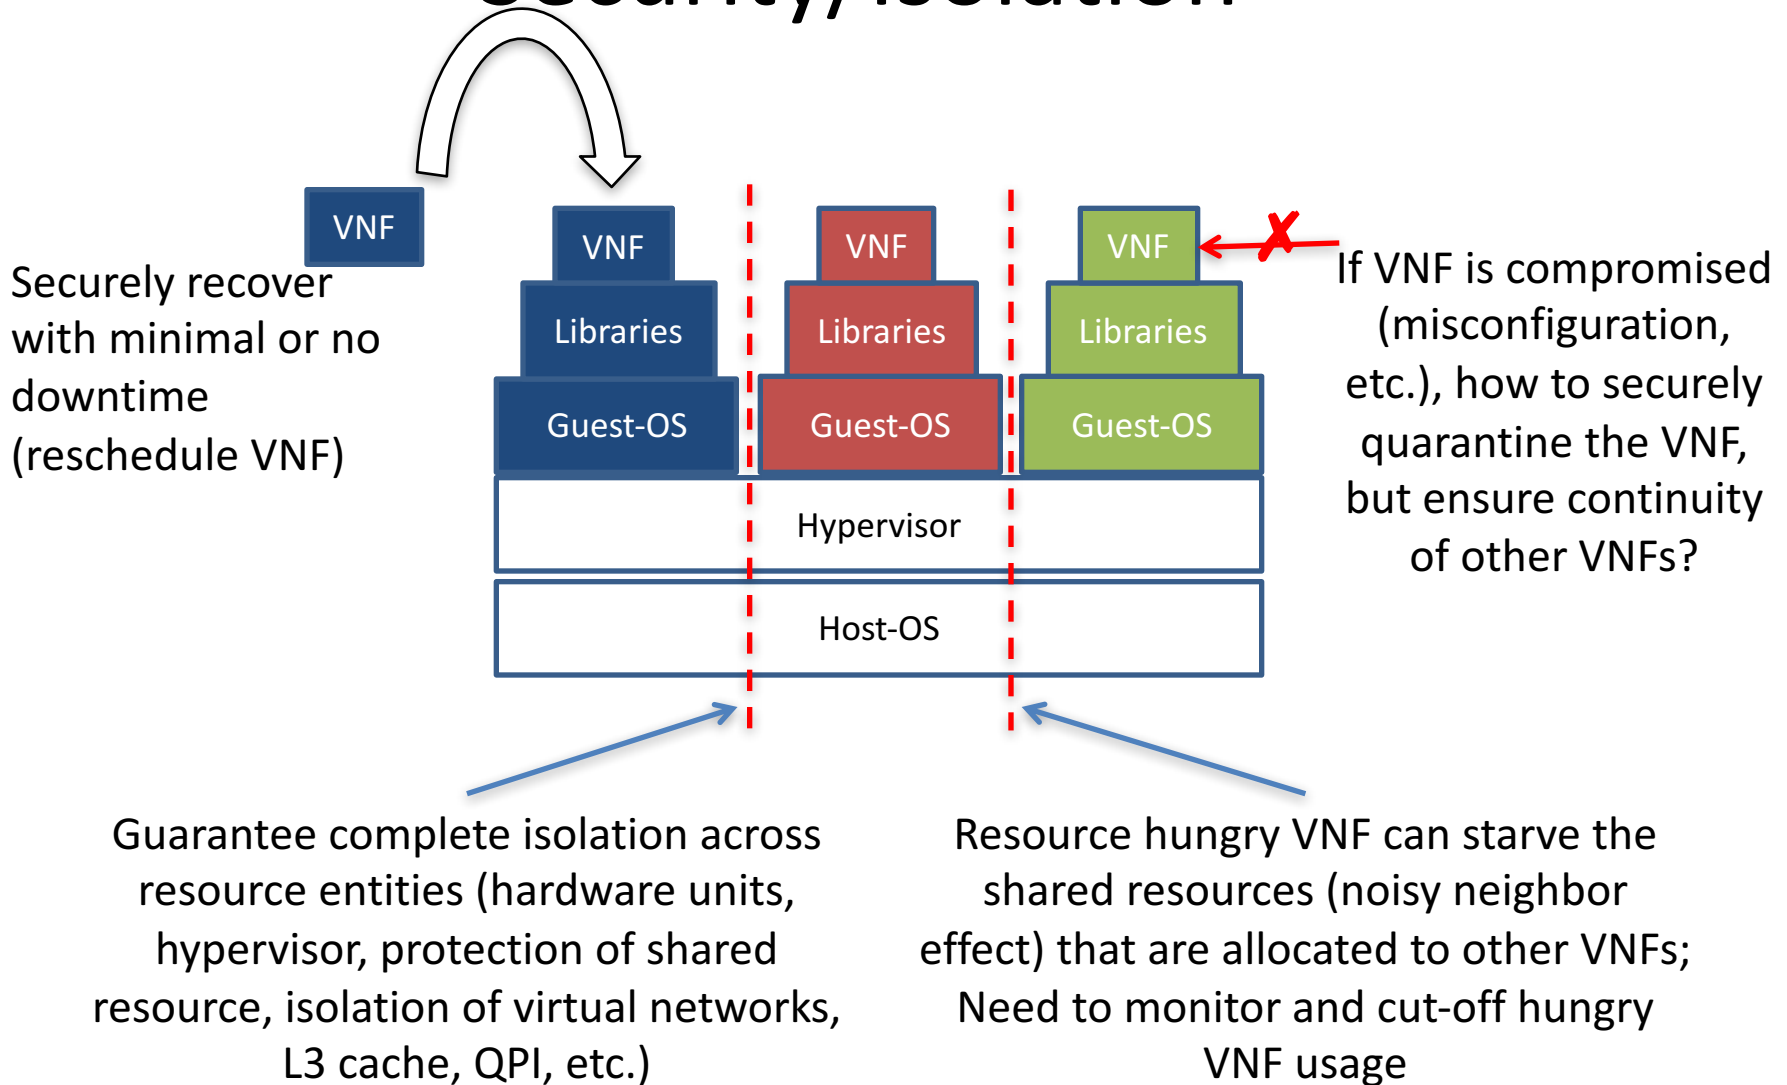 Security/Isolation
VNF
Securely recover
with minimal or no
downtime
(reschedule VNF)
VNF
Libraries
Guest-OS
VNF
Libraries
Guest-OS
VNF
Libraries
Guest-OS
Hypervisor
Host-OS
If VNF is compromised
(misconfiguration,
etc.), how to securely
quarantine the VNF,
but ensure continuity
of other VNFs?
Guarantee complete isolation across
resource entities (hardware units,
hypervisor, protection of shared
resource, isolation of virtual networks,
L3 cache, QPI, etc.)
Resource hungry VNF can starve the
shared resources (noisy neighbor
effect) that are allocated to other VNFs;
Need to monitor and cut-off hungry
VNF usage